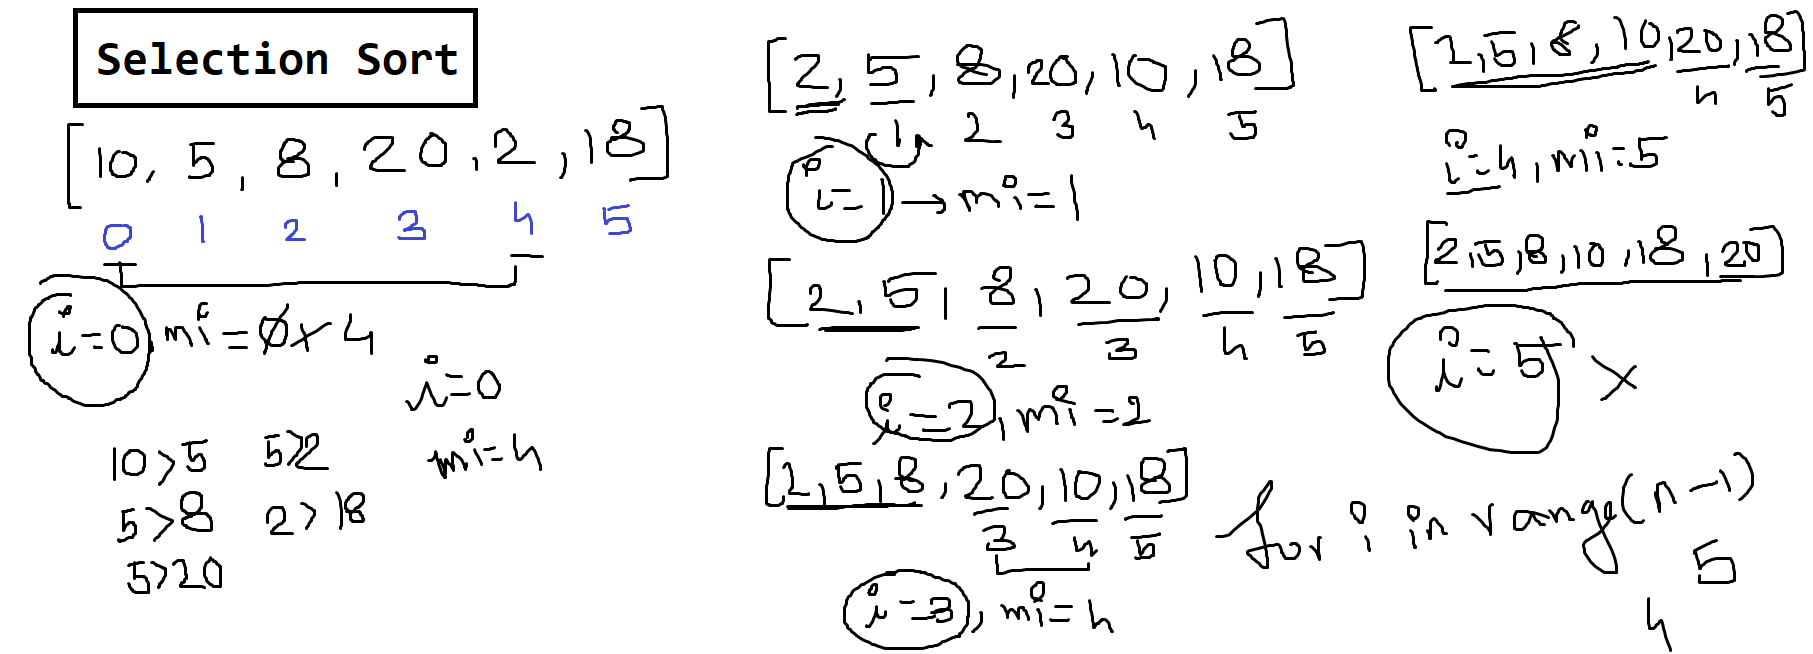 Selection Sort
[10, 5, 8, 20, 2, 18]
0 1 2 3 4 5
i=0, mi=0 x 4
i=0
mi=4
10>5 5>2
5>8 2>18
5>20
[2, 5, 8, 20, 10, 18]
1 2 3 4 5
i=1 → mi=1
[2, 5, 8, 20, 10, 18]
2 3 4 5
i=2, mi=2
[2, 5, 8, 20, 10, 18]
3 4 5
i=3, mi=4
[2, 5, 8, 10, 20, 18]
4 5
i=4, mi=5
[2, 5, 8, 10, 18, 20]
i=5 x
for i in range(n-1)
5
4